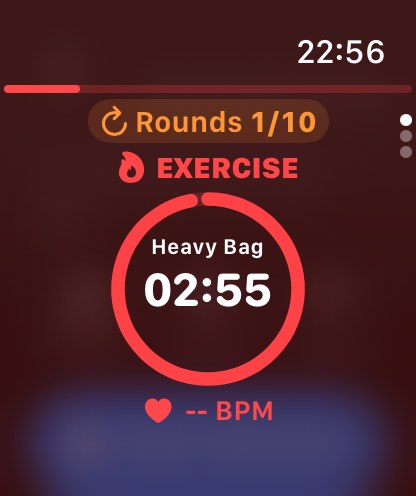 22:56
Rounds 1/10
EXERCISE
Heavy Bag
02:55
-- BPM